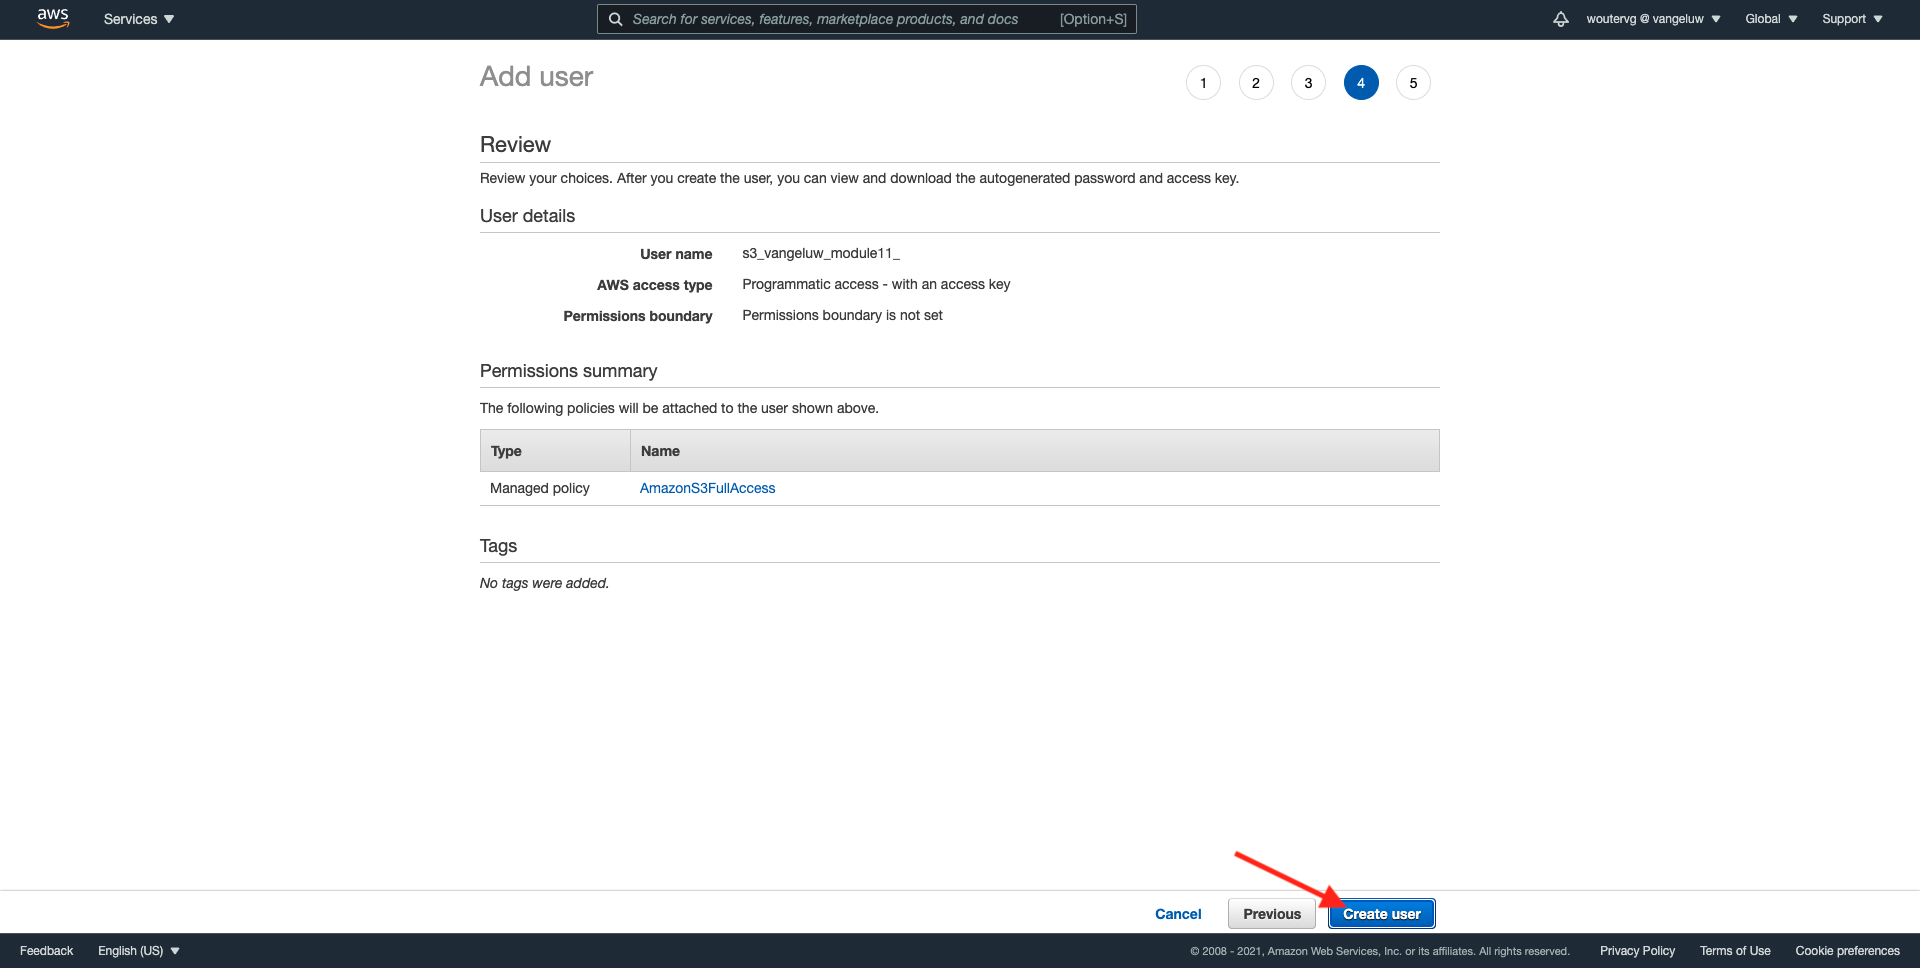 aws Services Search for services, features, marketplace products, and docs [Option+S] woutervg @ vangeluw Global Support
Add user 1 2 3 4 5
Review
Review your choices. After you create the user, you can view and download the autogenerated password and access key.
User details
User name s3_vangeluw_module11_
AWS access type Programmatic access - with an access key
Permissions boundary Permissions boundary is not set
Permissions summary
The following policies will be attached to the user shown above.
Type Name
Managed policy AmazonS3FullAccess
Tags
No tags were added.
Cancel Previous Create user
Feedback English (US) © 2008 - 2021, Amazon Web Services, Inc. or its affiliates. All rights reserved. Privacy Policy Terms of Use Cookie preferences